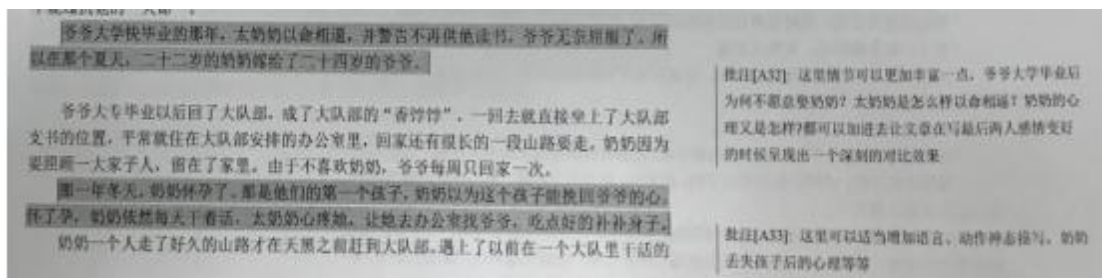 爷爷大学快毕业的那年，太奶奶以命相逼，并警告不再供他读书，爷爷无奈屈服了。所
以在那个夏天，二十二岁的奶奶嫁给了二十四岁的爷爷。
爷爷大专毕业以后回了大队部，成了大队部的“香饽饽”，一回去就直接坐上了大队部
支书的位置，平常就住在大队部安排的办公室里，回家还有很长的一段山路要走，奶奶因为
要照顾一大家子人，留在了家里。由于不喜欢奶奶，爷爷每周只回家一次。
那一年冬天，奶奶怀孕了，那是他们的第一个孩子，奶奶以为这个孩子能挽回爷爷的心。
怀了孕，奶奶依然每天干着活，太奶奶心疼她，让她去办公室找爷爷，吃点好的补补身子。
奶奶一个人走了好久的山路才在天黑之前赶到大队部，遇上了以前在一个大队里干活的
批注[A32]: 这里情节可以更加丰富一点，爷爷大学毕业后
为何不愿意娶奶奶？太奶奶是怎么样以命相逼？奶奶的心
理又是怎样?都可以加进去让文章在写最后两人感情变好
的时候呈现出一个深刻的对比效果
批注[A33]: 这里可以适当增加语言、动作神态描写，奶奶
丢失孩子后的心理等等